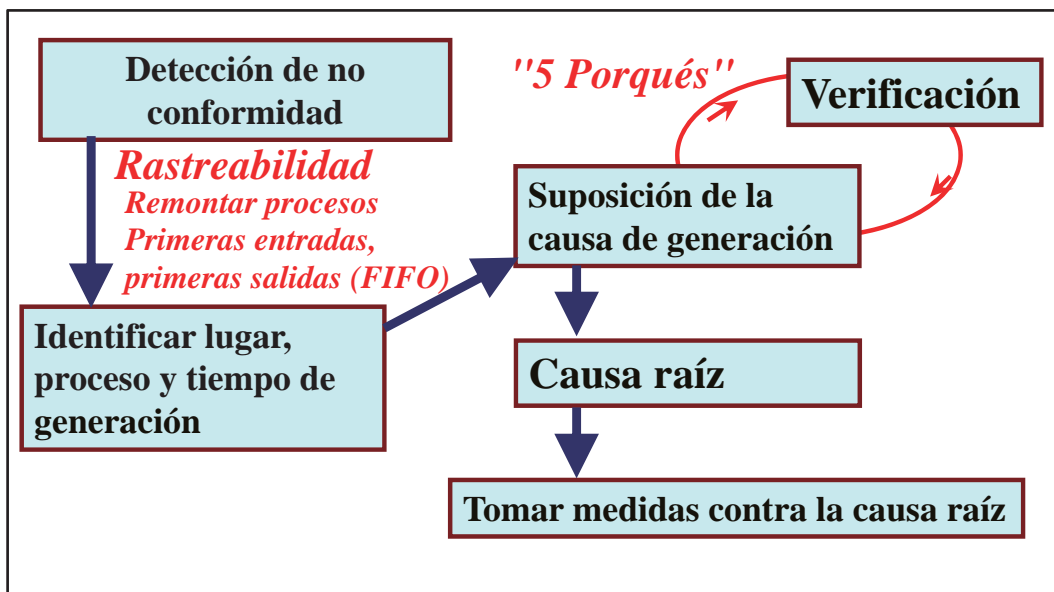 Detección de no
conformidad
Rastreabilidad
Remontar procesos
Primeras entradas,
primeras salidas (FIFO)
Identificar lugar,
proceso y tiempo de
generación
"5 Porqués"
Verificación
Suposición de la
causa de generación
Causa raíz
Tomar medidas contra la causa raíz